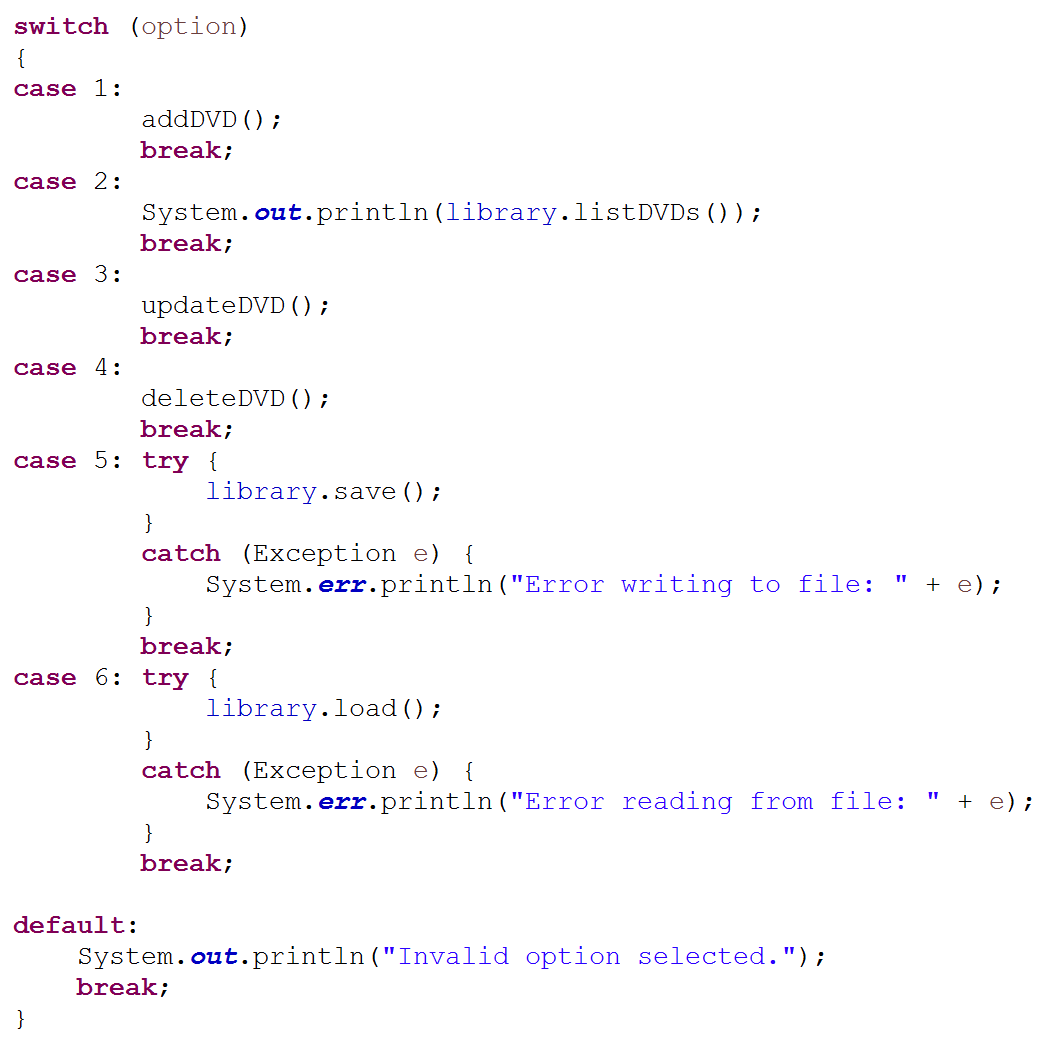 switch (option)
{
case 1:
        addDVD();
        break;
case 2:
        System.out.println(library.listDVDs());
        break;
case 3:
        updateDVD();
        break;
case 4:
        deleteDVD();
        break;
case 5: try {
            library.save();
        }
        catch (Exception e) {
            System.err.println("Error writing to file: " + e);
        }
        break;
case 6: try {
            library.load();
        }
        catch (Exception e) {
            System.err.println("Error reading from file: " + e);
        }
        break;

default:
    System.out.println("Invalid option selected.");
    break;
}